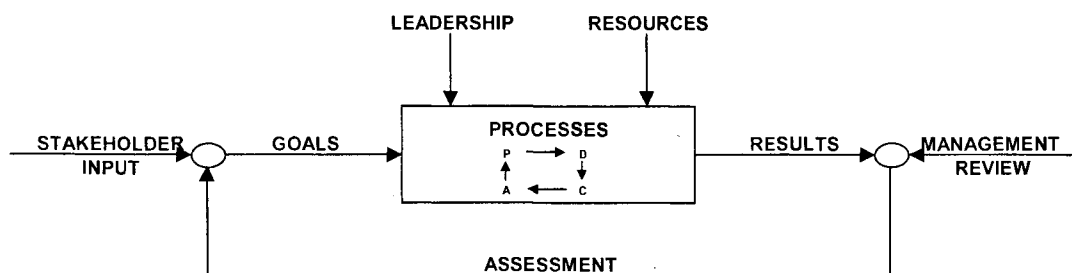 LEADERSHIP RESOURCES
PROCESSES
STAKEHOLDER GOALS P D RESULTS MANAGEMENT
INPUT A C REVIEW
ASSESSMENT